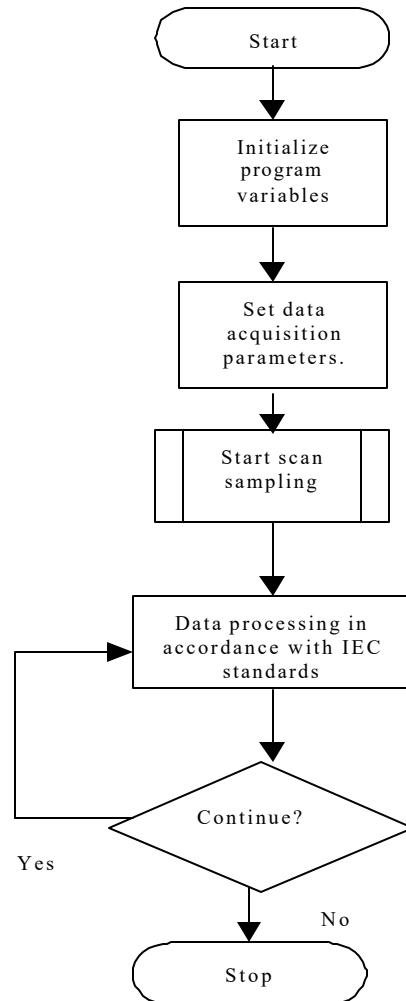 Start
Initialize
program
variables
Set data
acquisition
parameters.
Start scan
sampling
Data processing in
accordance with IEC
standards
Continue?
Yes
No
Stop